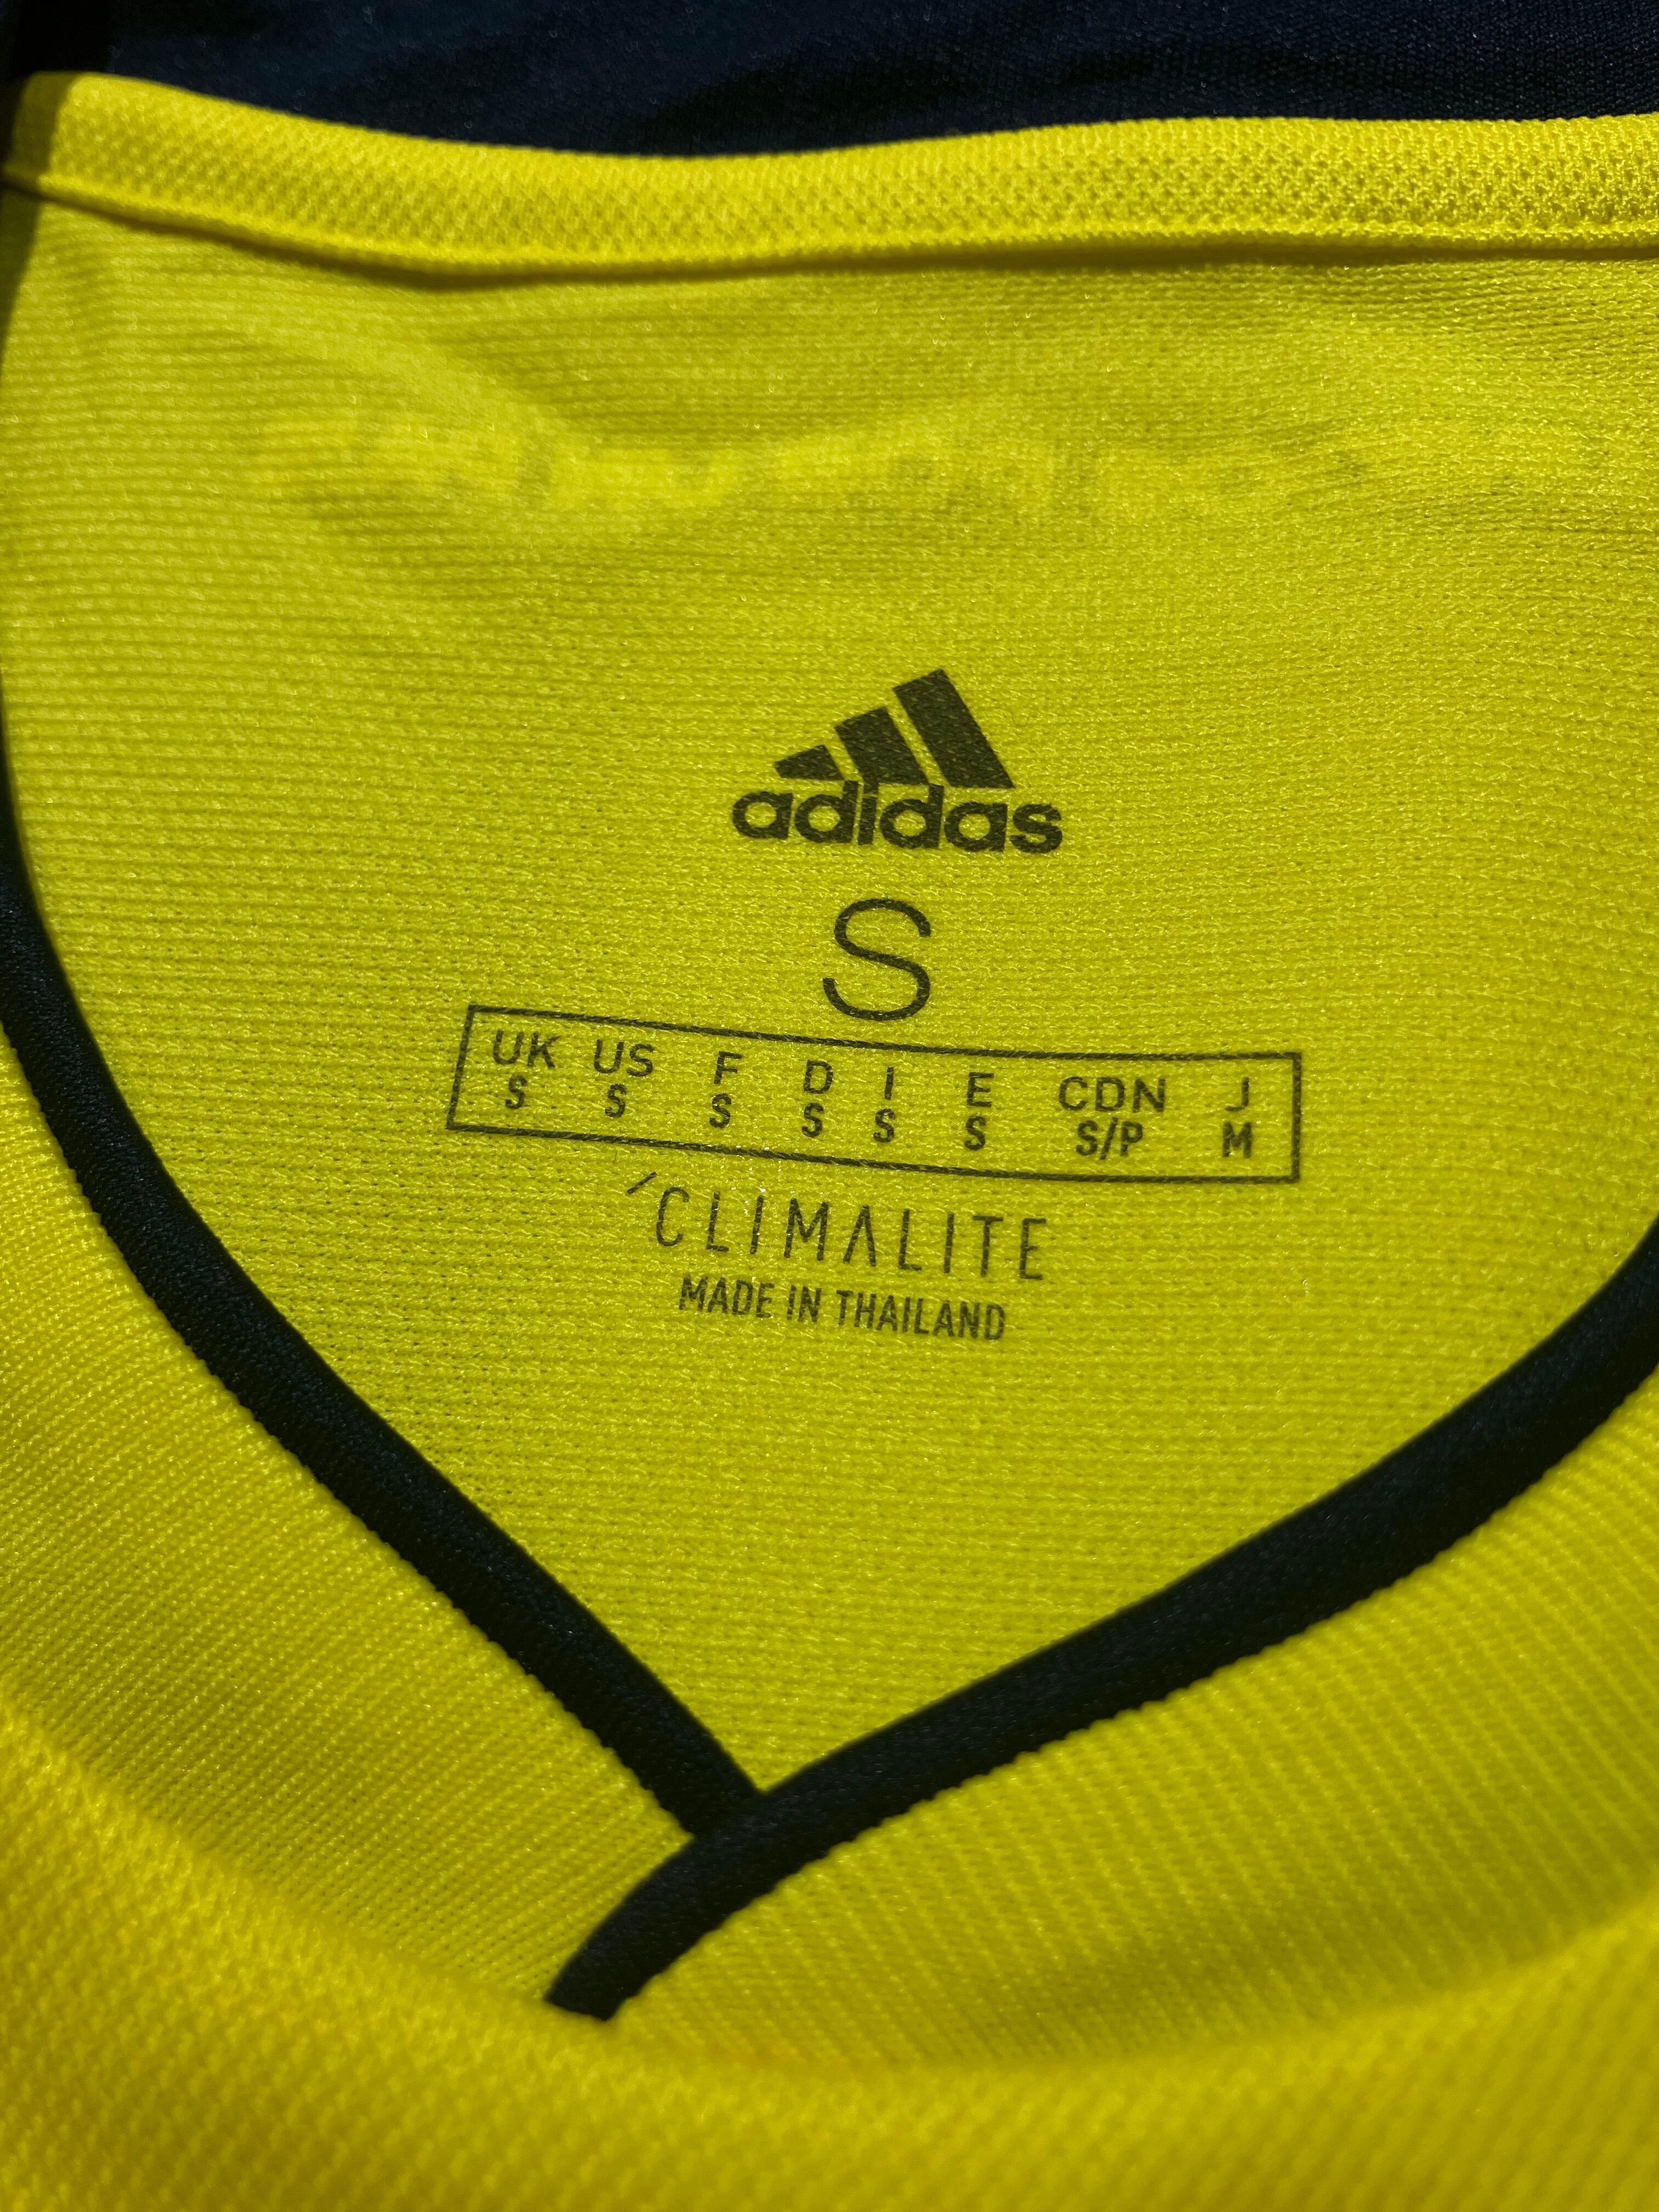 adidas
S
UK US F D I E CDN J
S S S S S S S/P M
CLIMALITE
MADE IN THAILAND